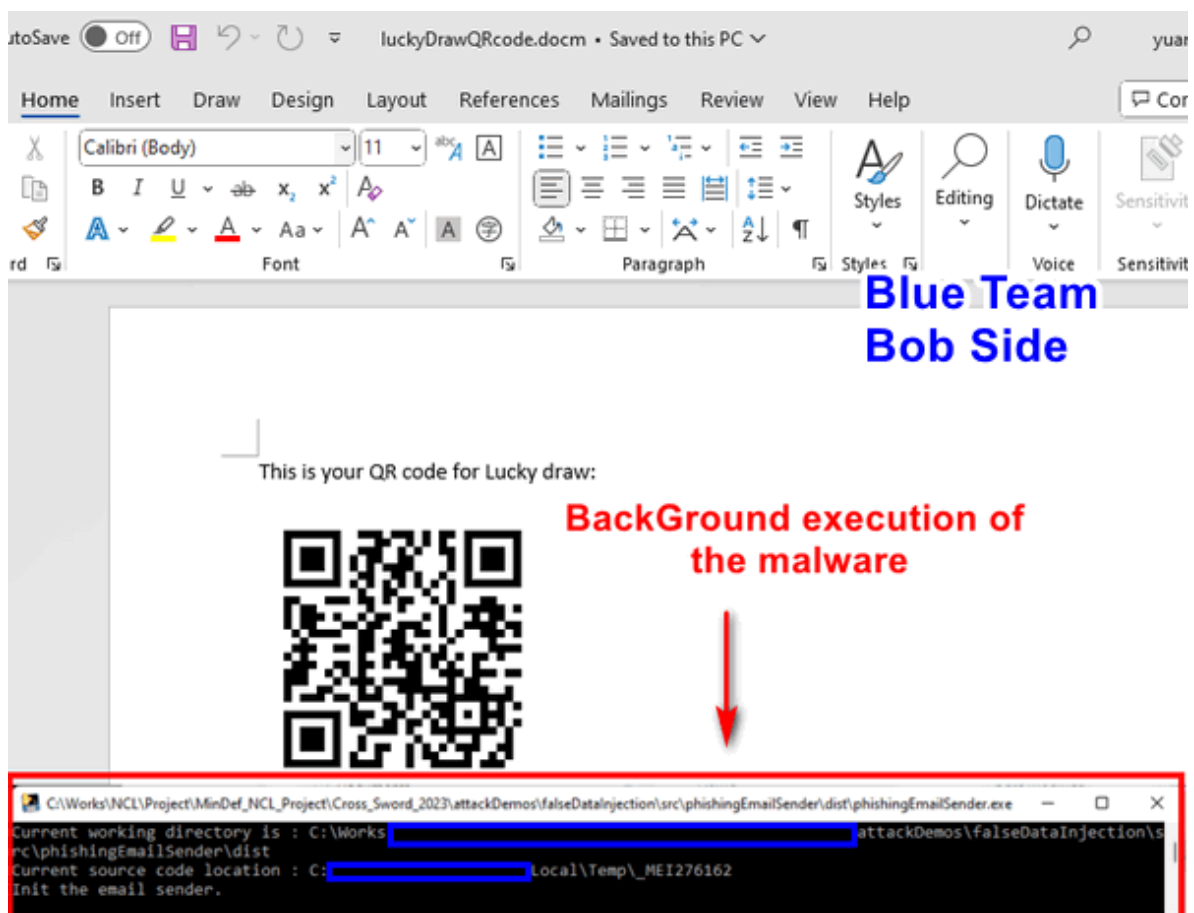 utoSave Off luckyDrawQRcode.docm • Saved to this PC yuar
Home Insert Draw Design Layout References Mailings Review View Help Cor
Calibri (Body) 11
Styles Editing Dictate Sensitivit
rd Font Paragraph Styles Voice Sensitivit
Blue Team
Bob Side
This is your QR code for Lucky draw:
BackGround execution of
the malware
C:\Works\NCL\Project\MinDef_NCL_Project\Cross_Sword_2023\attackDemos\falseDataInjection\src\phishingEmailSender\dist\phishingEmailSender.exe
Current working directory is : C:\Works attackDemos\falseDataInjection\s
rc\phishingEmailSender\dist
Current source code location : C: Local\Temp\_MEI276162
Init the email sender.